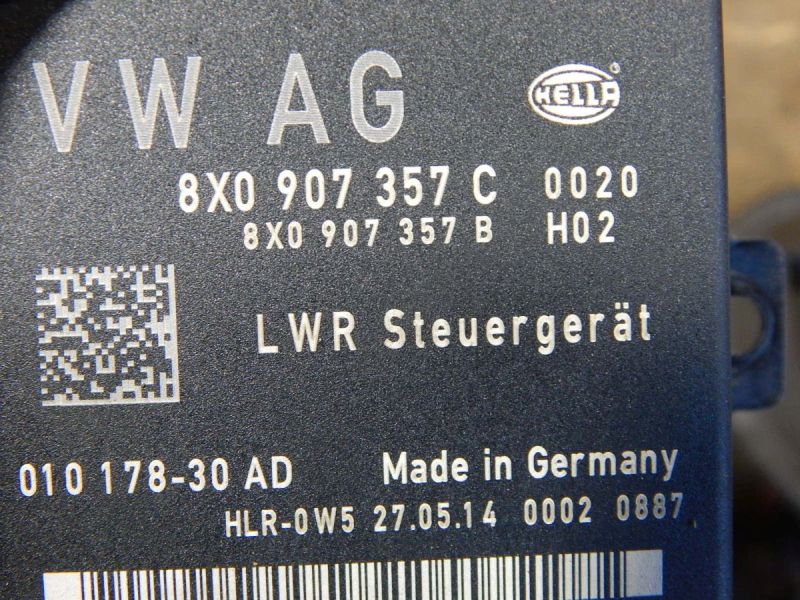 VW AG HELLA
8X0 907 357 C 0020
8X0 907 357 B H02
LWR Steuergerät
010 178-30 AD Made in Germany
HLR-0W5 27.05.14 0002 0887